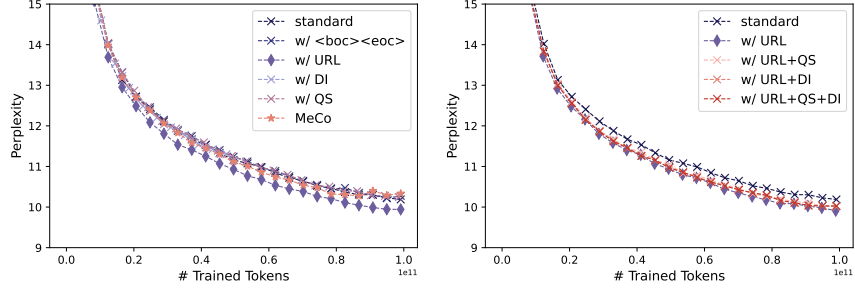 15
14
13
12
11
10
9
Perplexity
0.0 0.2 0.4 0.6 0.8 1.0
1e11
# Trained Tokens
standard
w/ <boc><eoc>
w/ URL
w/ DI
w/ QS
MeCo
15
14
13
12
11
10
9
Perplexity
0.0 0.2 0.4 0.6 0.8 1.0
1e11
# Trained Tokens
standard
w/ URL
w/ URL+QS
w/ URL+DI
w/ URL+QS+DI